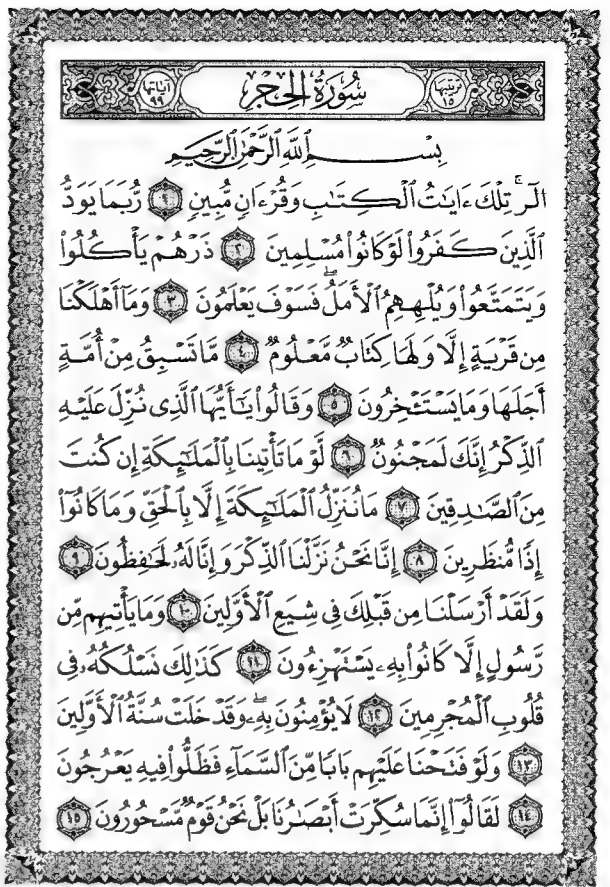 ترتيبها ١٥ سُورَةُ الحِجْرِ آياتها ٩٩
بِسْمِ ٱللَّهِ ٱلرَّحْمَٰنِ ٱلرَّحِيمِ
الٓرۚ تِلْكَ ءَايَٰتُ ٱلْكِتَٰبِ وَقُرْءَانٍ مُّبِينٍ ١ رُّبَمَا يَوَدُّ
ٱلَّذِينَ كَفَرُوا۟ لَوْ كَانُوا۟ مُسْلِمِينَ ٢ ذَرْهُمْ يَأْكُلُوا۟
وَيَتَمَتَّعُوا۟ وَيُلْهِهِمُ ٱلْأَمَلُۖ فَسَوْفَ يَعْلَمُونَ ٣ وَمَآ أَهْلَكْنَا
مِن قَرْيَةٍ إِلَّا وَلَهَا كِتَابٌ مَّعْلُومٌ ٤ مَّا تَسْبِقُ مِنْ أُمَّةٍ
أَجَلَهَا وَمَا يَسْتَـْٔخِرُونَ ٥ وَقَالُوا۟ يَٰٓأَيُّهَا ٱلَّذِى نُزِّلَ عَلَيْهِ
ٱلذِّكْرُ إِنَّكَ لَمَجْنُونٌ ٦ لَّوْ مَا تَأْتِينَا بِٱلْمَلَٰٓئِكَةِ إِن كُنتَ
مِنَ ٱلصَّٰدِقِينَ ٧ مَا نُنَزِّلُ ٱلْمَلَٰٓئِكَةَ إِلَّا بِٱلْحَقِّ وَمَا كَانُوٓا۟
إِذًا مُّنظَرِينَ ٨ إِنَّا نَحْنُ نَزَّلْنَا ٱلذِّكْرَ وَإِنَّا لَهُۥ لَحَٰفِظُونَ ٩
وَلَقَدْ أَرْسَلْنَا مِن قَبْلِكَ فِى شِيَعِ ٱلْأَوَّلِينَ ١٠ وَمَا يَأْتِيهِم مِّن
رَّسُولٍ إِلَّا كَانُوا۟ بِهِۦ يَسْتَهْزِءُونَ ١١ كَذَٰلِكَ نَسْلُكُهُۥ فِى
قُلُوبِ ٱلْمُجْرِمِينَ ١٢ لَا يُؤْمِنُونَ بِهِۦۖ وَقَدْ خَلَتْ سُنَّةُ ٱلْأَوَّلِينَ
١٣ وَلَوْ فَتَحْنَا عَلَيْهِم بَابًا مِّنَ ٱلسَّمَآءِ فَظَلُّوا۟ فِيهِ يَعْرُجُونَ
١٤ لَقَالُوٓا۟ إِنَّمَا سُكِّرَتْ أَبْصَٰرُنَا بَلْ نَحْنُ قَوْمٌ مَّسْحُورُونَ ١٥